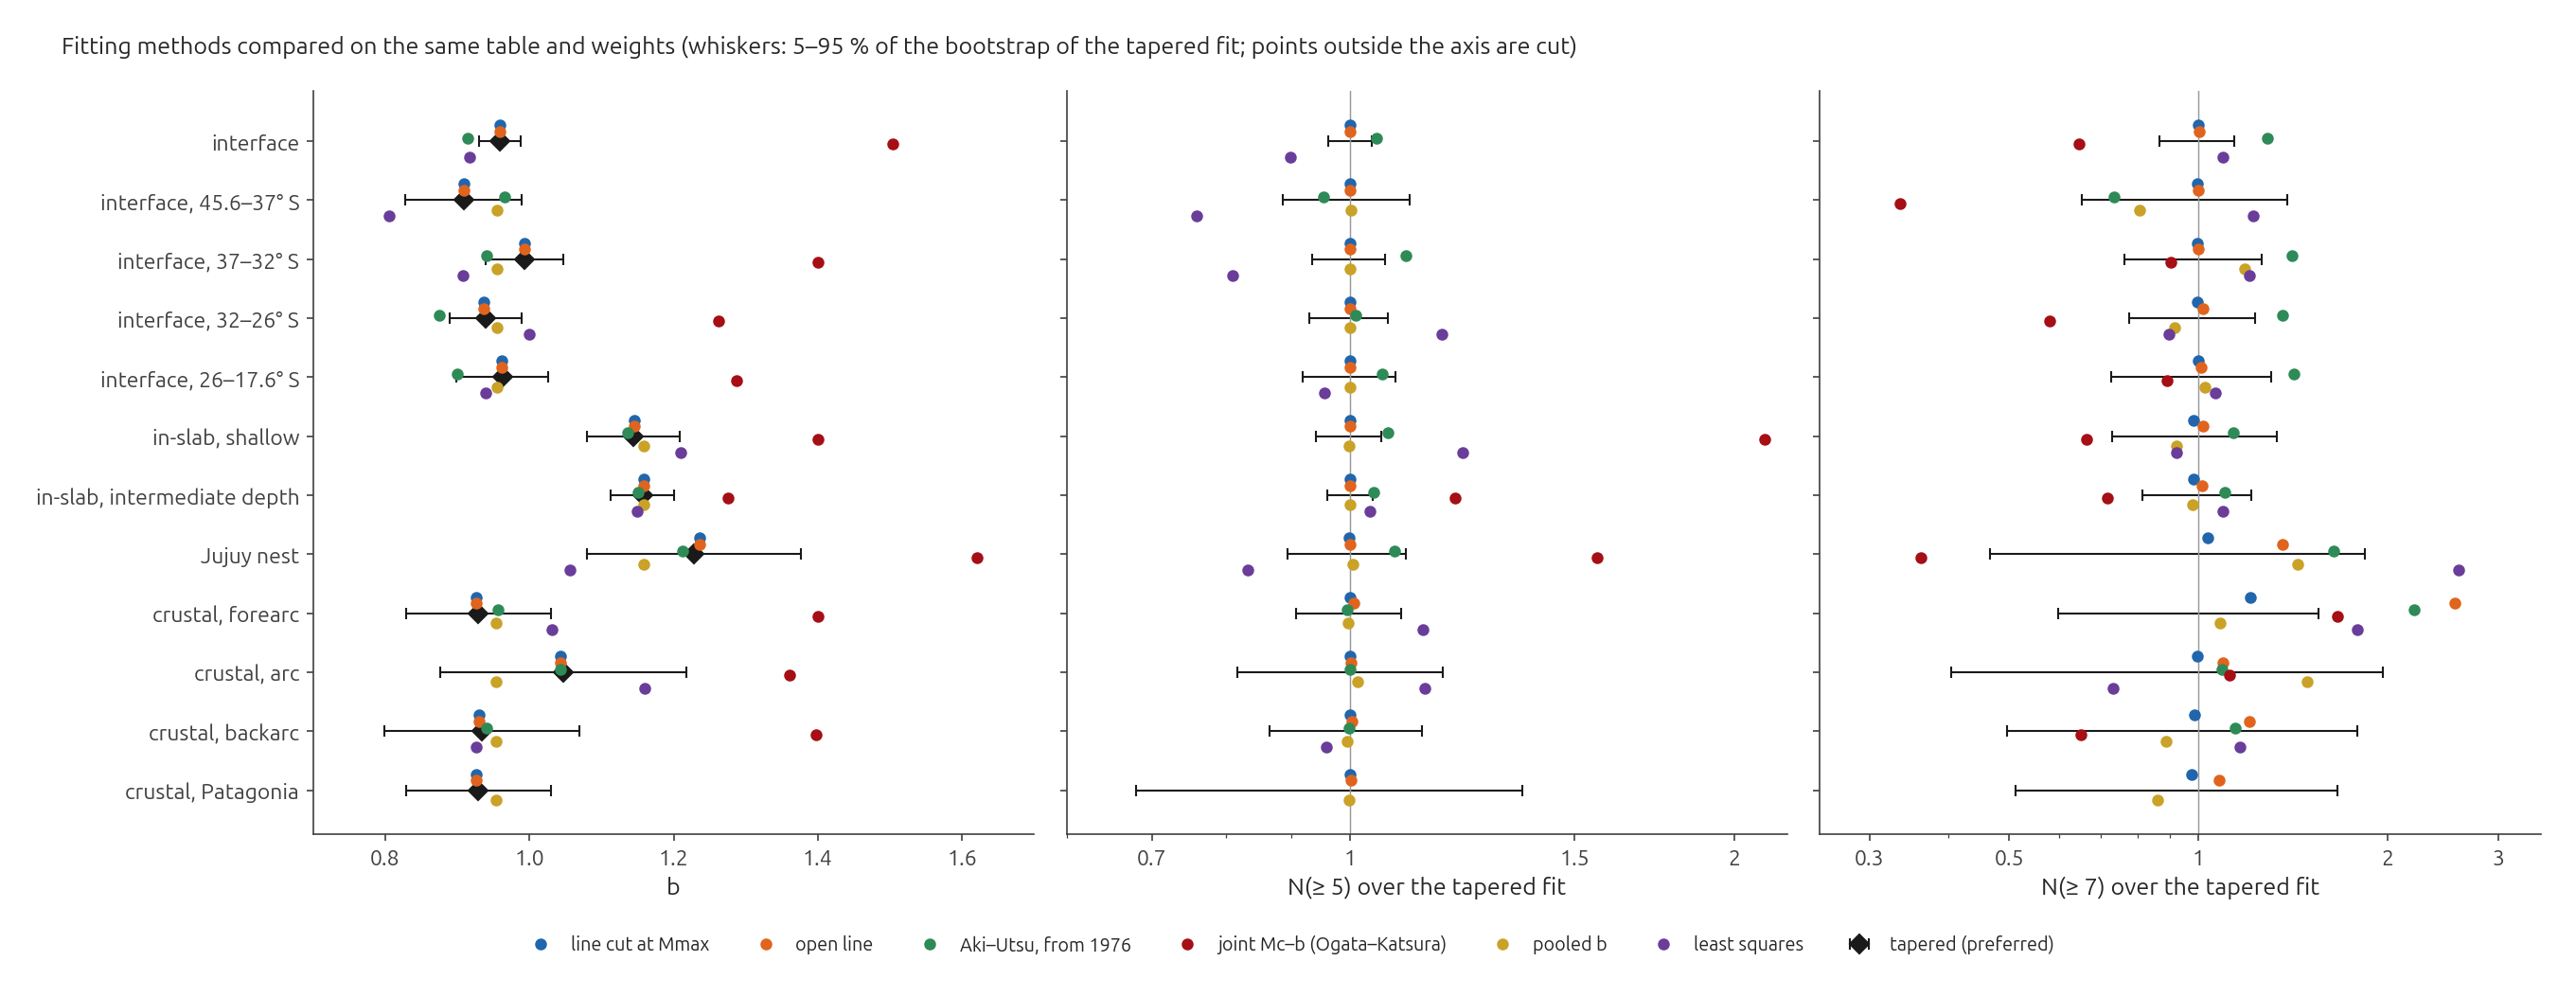 Fitting methods compared on the same table and weights (whiskers: 5–95 % of the bootstrap of the tapered fit; points outside the axis are cut)
interface
interface, 45.6–37° S
interface, 37–32° S
interface, 32–26° S
interface, 26–17.6° S
in-slab, shallow
in-slab, intermediate depth
Jujuy nest
crustal, forearc
crustal, arc
crustal, backarc
crustal, Patagonia
0.8 1.0 1.2 1.4 1.6
b
0.7 1 1.5 2
N(≥ 5) over the tapered fit
0.3 0.5 1 2 3
N(≥ 7) over the tapered fit
line cut at Mmax open line Aki–Utsu, from 1976 joint Mc–b (Ogata–Katsura) pooled b least squares tapered (preferred)